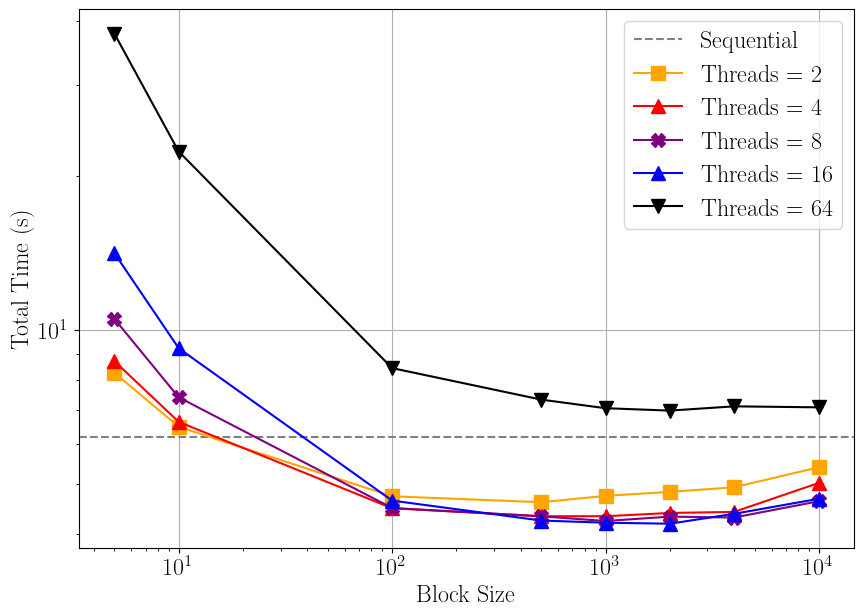 Sequential
Threads = 2
Threads = 4
Threads = 8
Threads = 16
Threads = 64
Total Time (s)
10^1
10^1 10^2 10^3 10^4
Block Size